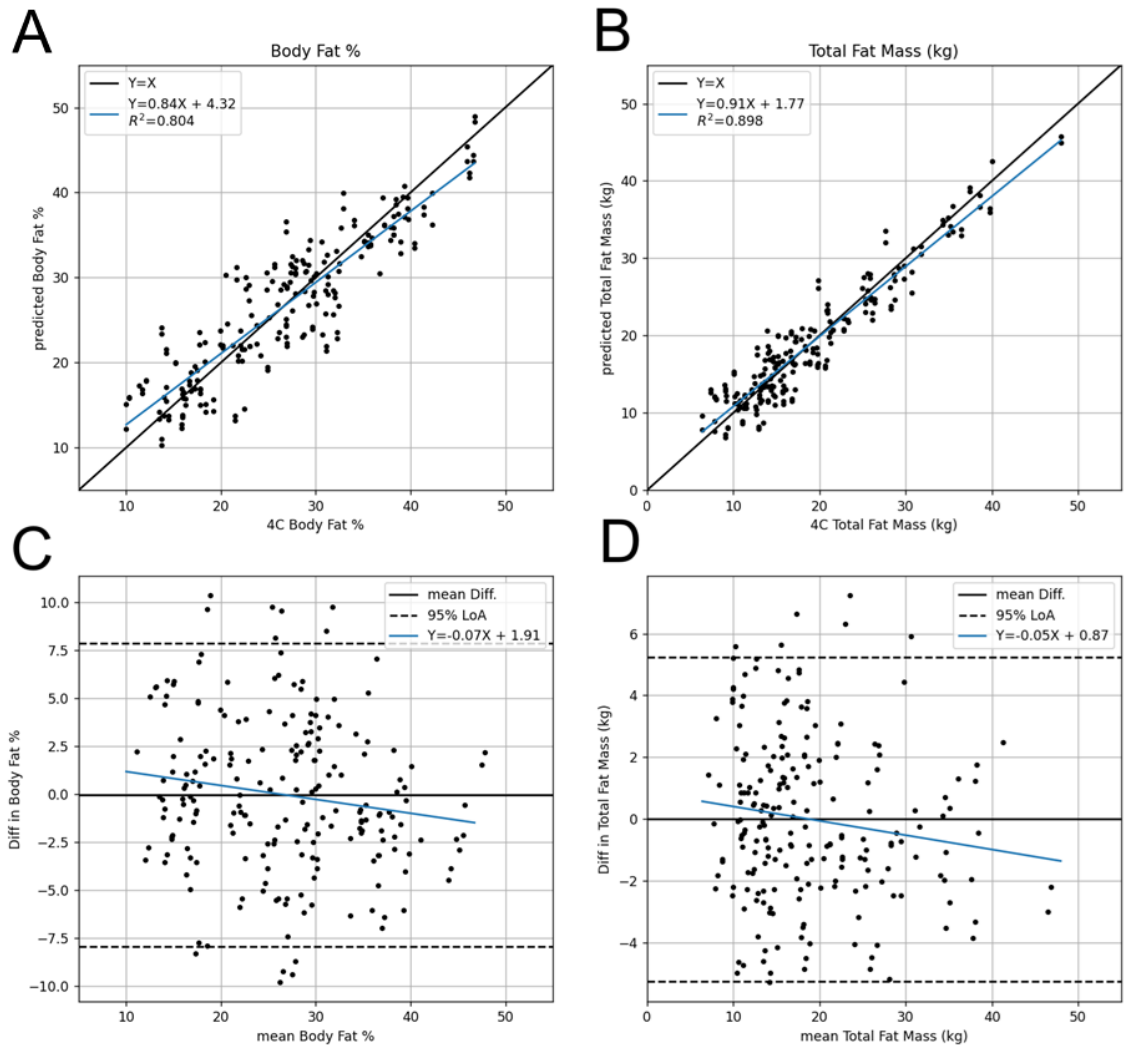 A
Body Fat %
Y=X
Y=0.84X + 4.32
R²=0.804
50
40
30
20
10
predicted Body Fat %
10 20 30 40 50
4C Body Fat %
B
Total Fat Mass (kg)
Y=X
Y=0.91X + 1.77
R²=0.898
50
40
30
20
10
0
predicted Total Fat Mass (kg)
0 10 20 30 40 50
4C Total Fat Mass (kg)
C
mean Diff.
95% LoA
Y=-0.07X + 1.91
10.0
7.5
5.0
2.5
0.0
−2.5
−5.0
−7.5
−10.0
Diff in Body Fat %
10 20 30 40 50
mean Body Fat %
D
mean Diff.
95% LoA
Y=-0.05X + 0.87
6
4
2
0
−2
−4
Diff in Total Fat Mass (kg)
0 10 20 30 40 50
mean Total Fat Mass (kg)